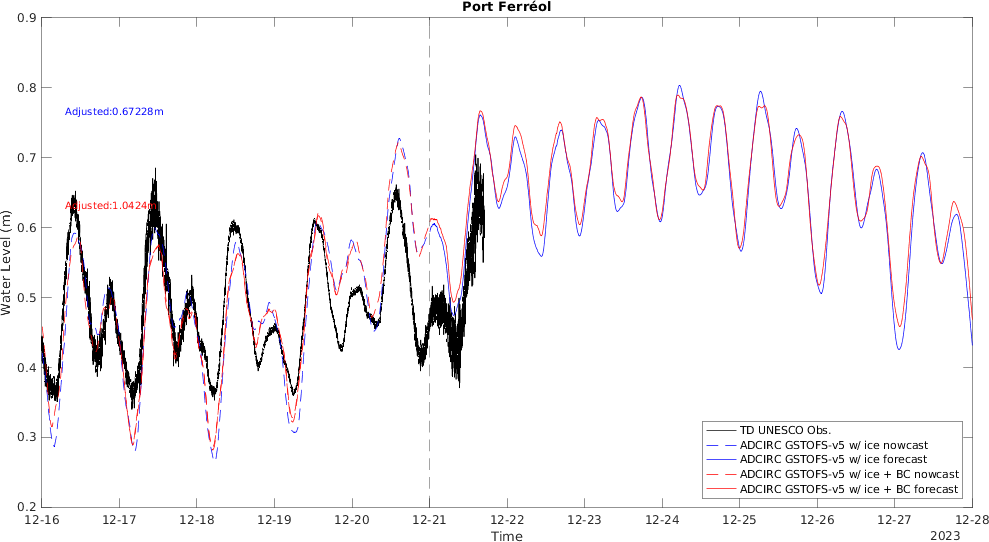 Port Ferréol
0.9
0.8
0.7
0.6
0.5
0.4
0.3
0.2
Water Level (m)
Adjusted:0.67228m
Adjusted:1.0424m
TD UNESCO Obs.
ADCIRC GSTOFS-v5 w/ ice nowcast
ADCIRC GSTOFS-v5 w/ ice forecast
ADCIRC GSTOFS-v5 w/ ice + BC nowcast
ADCIRC GSTOFS-v5 w/ ice + BC forecast
12-16 12-17 12-18 12-19 12-20 12-21 12-22 12-23 12-24 12-25 12-26 12-27 12-28
Time
2023